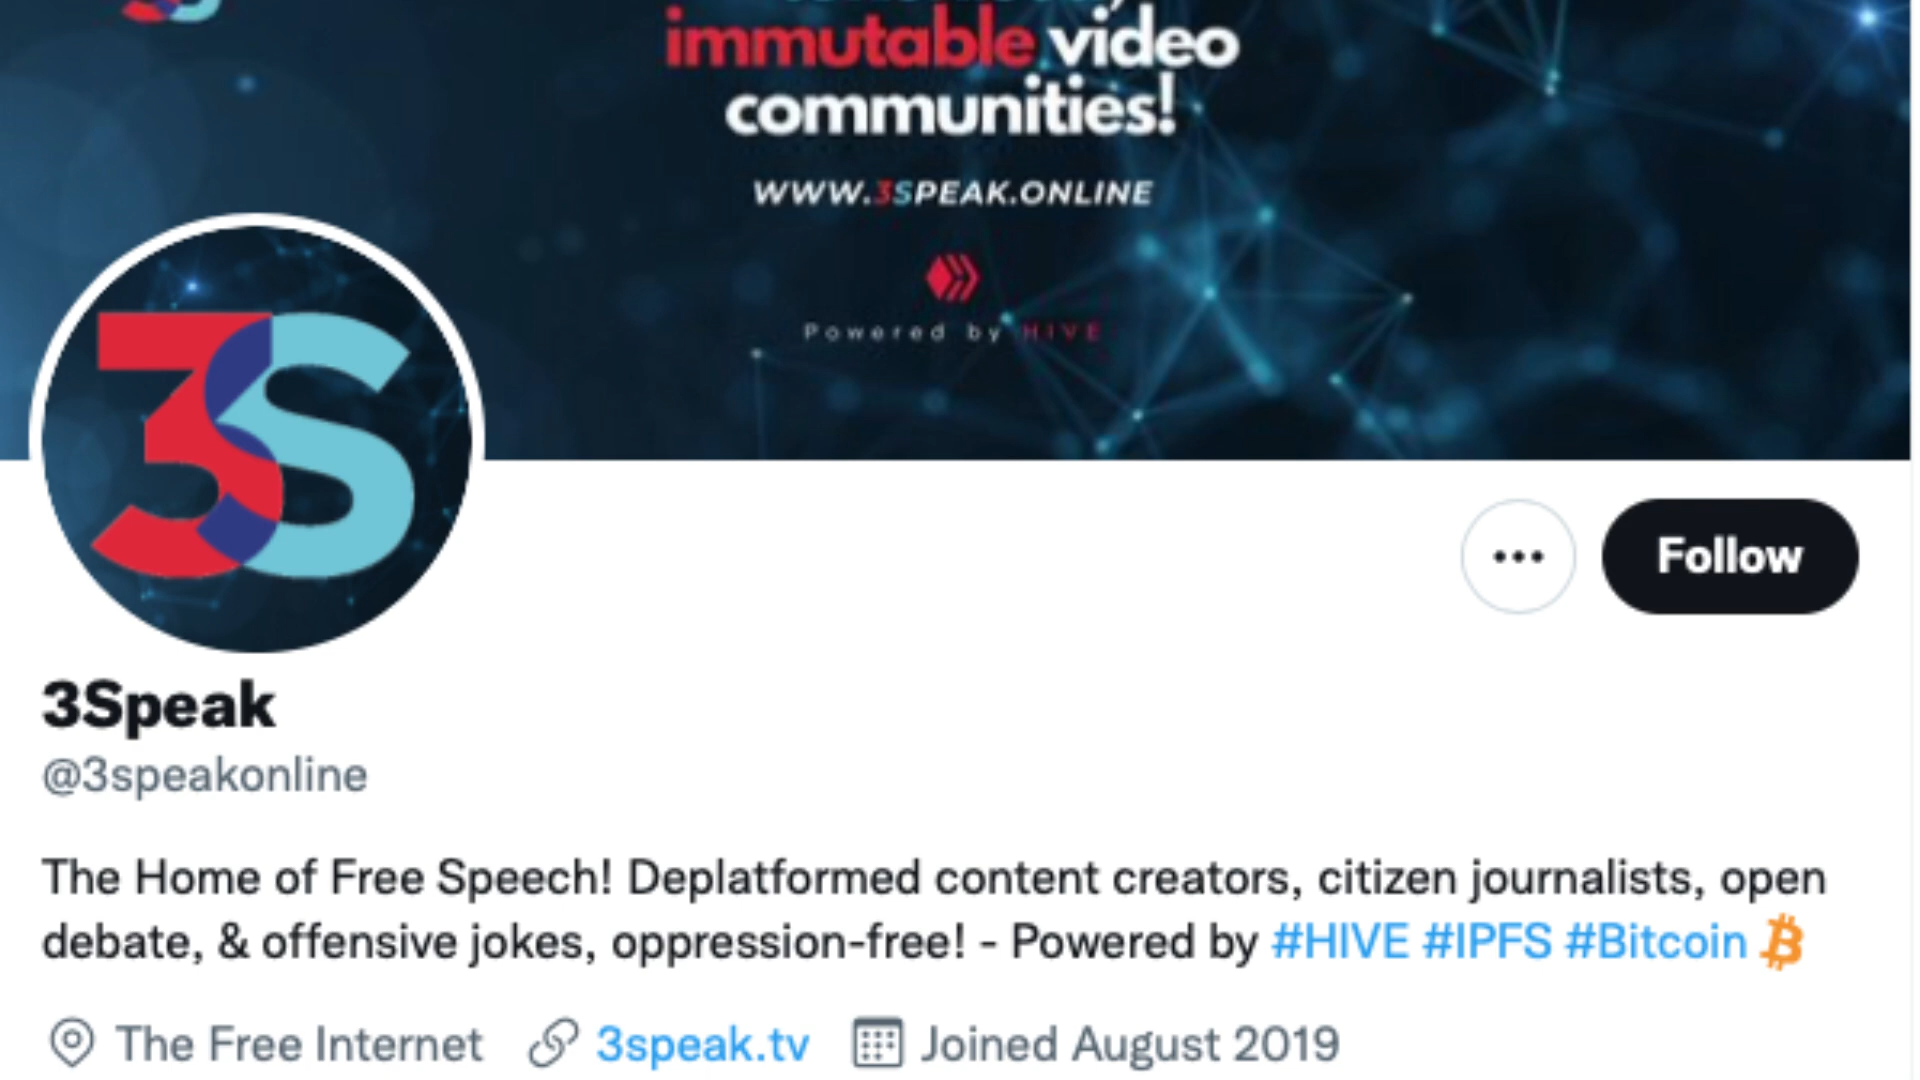 immutable video
communities!
WWW.3SPEAK.ONLINE
Powered by HIVE
3S
Follow
3Speak
@3speakonline
The Home of Free Speech! Deplatformed content creators, citizen journalists, open
debate, & offensive jokes, oppression-free! - Powered by #HIVE #IPFS #Bitcoin
The Free Internet 3speak.tv Joined August 2019